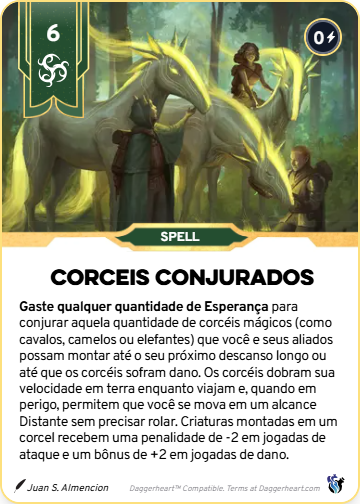 6
0
SPELL
CORCEIS CONJURADOS
Gaste qualquer quantidade de Esperança para
conjurar aquela quantidade de corcéis mágicos (como
cavalos, camelos ou elefantes) que você e seus aliados
possam montar até o seu próximo descanso longo ou
até que os corcéis sofram dano. Os corcéis dobram sua
velocidade em terra enquanto viajam e, quando em
perigo, permitem que você se mova em um alcance
Distante sem precisar rolar. Criaturas montadas em um
corcel recebem uma penalidade de -2 em jogadas de
ataque e um bônus de +2 em jogadas de dano.
Juan S. Almencion
Daggerheart™ Compatible. Terms at Daggerheart.com